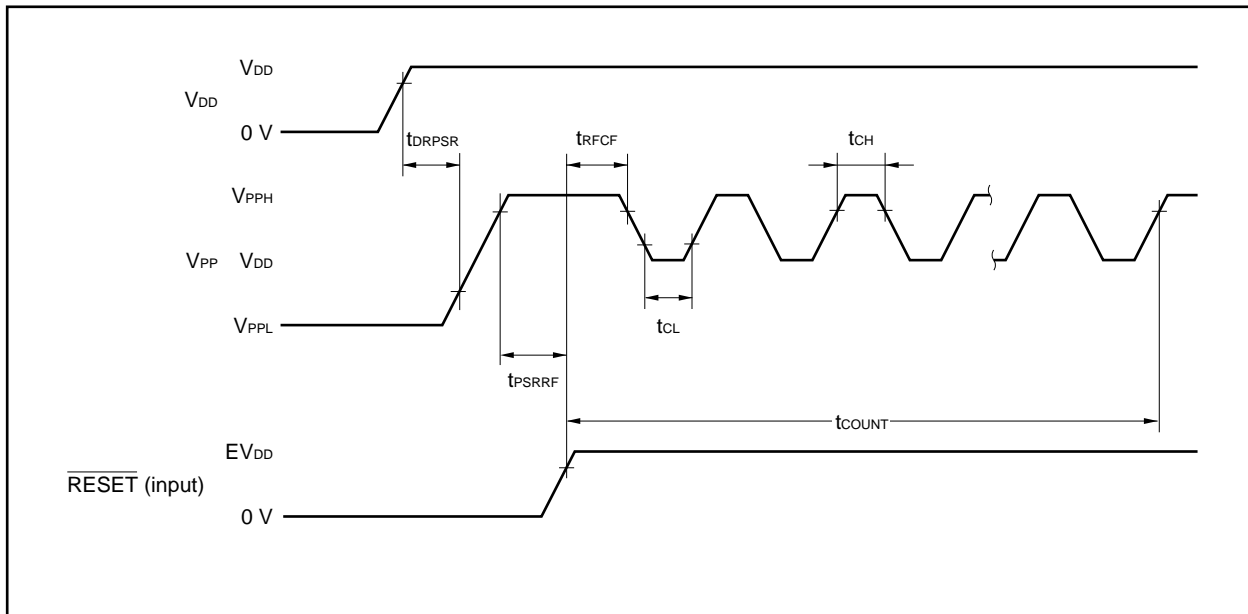 VDD
VDD
0 V
tDRPSR
tRFCF
tCH
VPPH
VPP VDD
VPPL
tCL
tPSRRF
tCOUNT
EVDD
RESET (input)
0 V